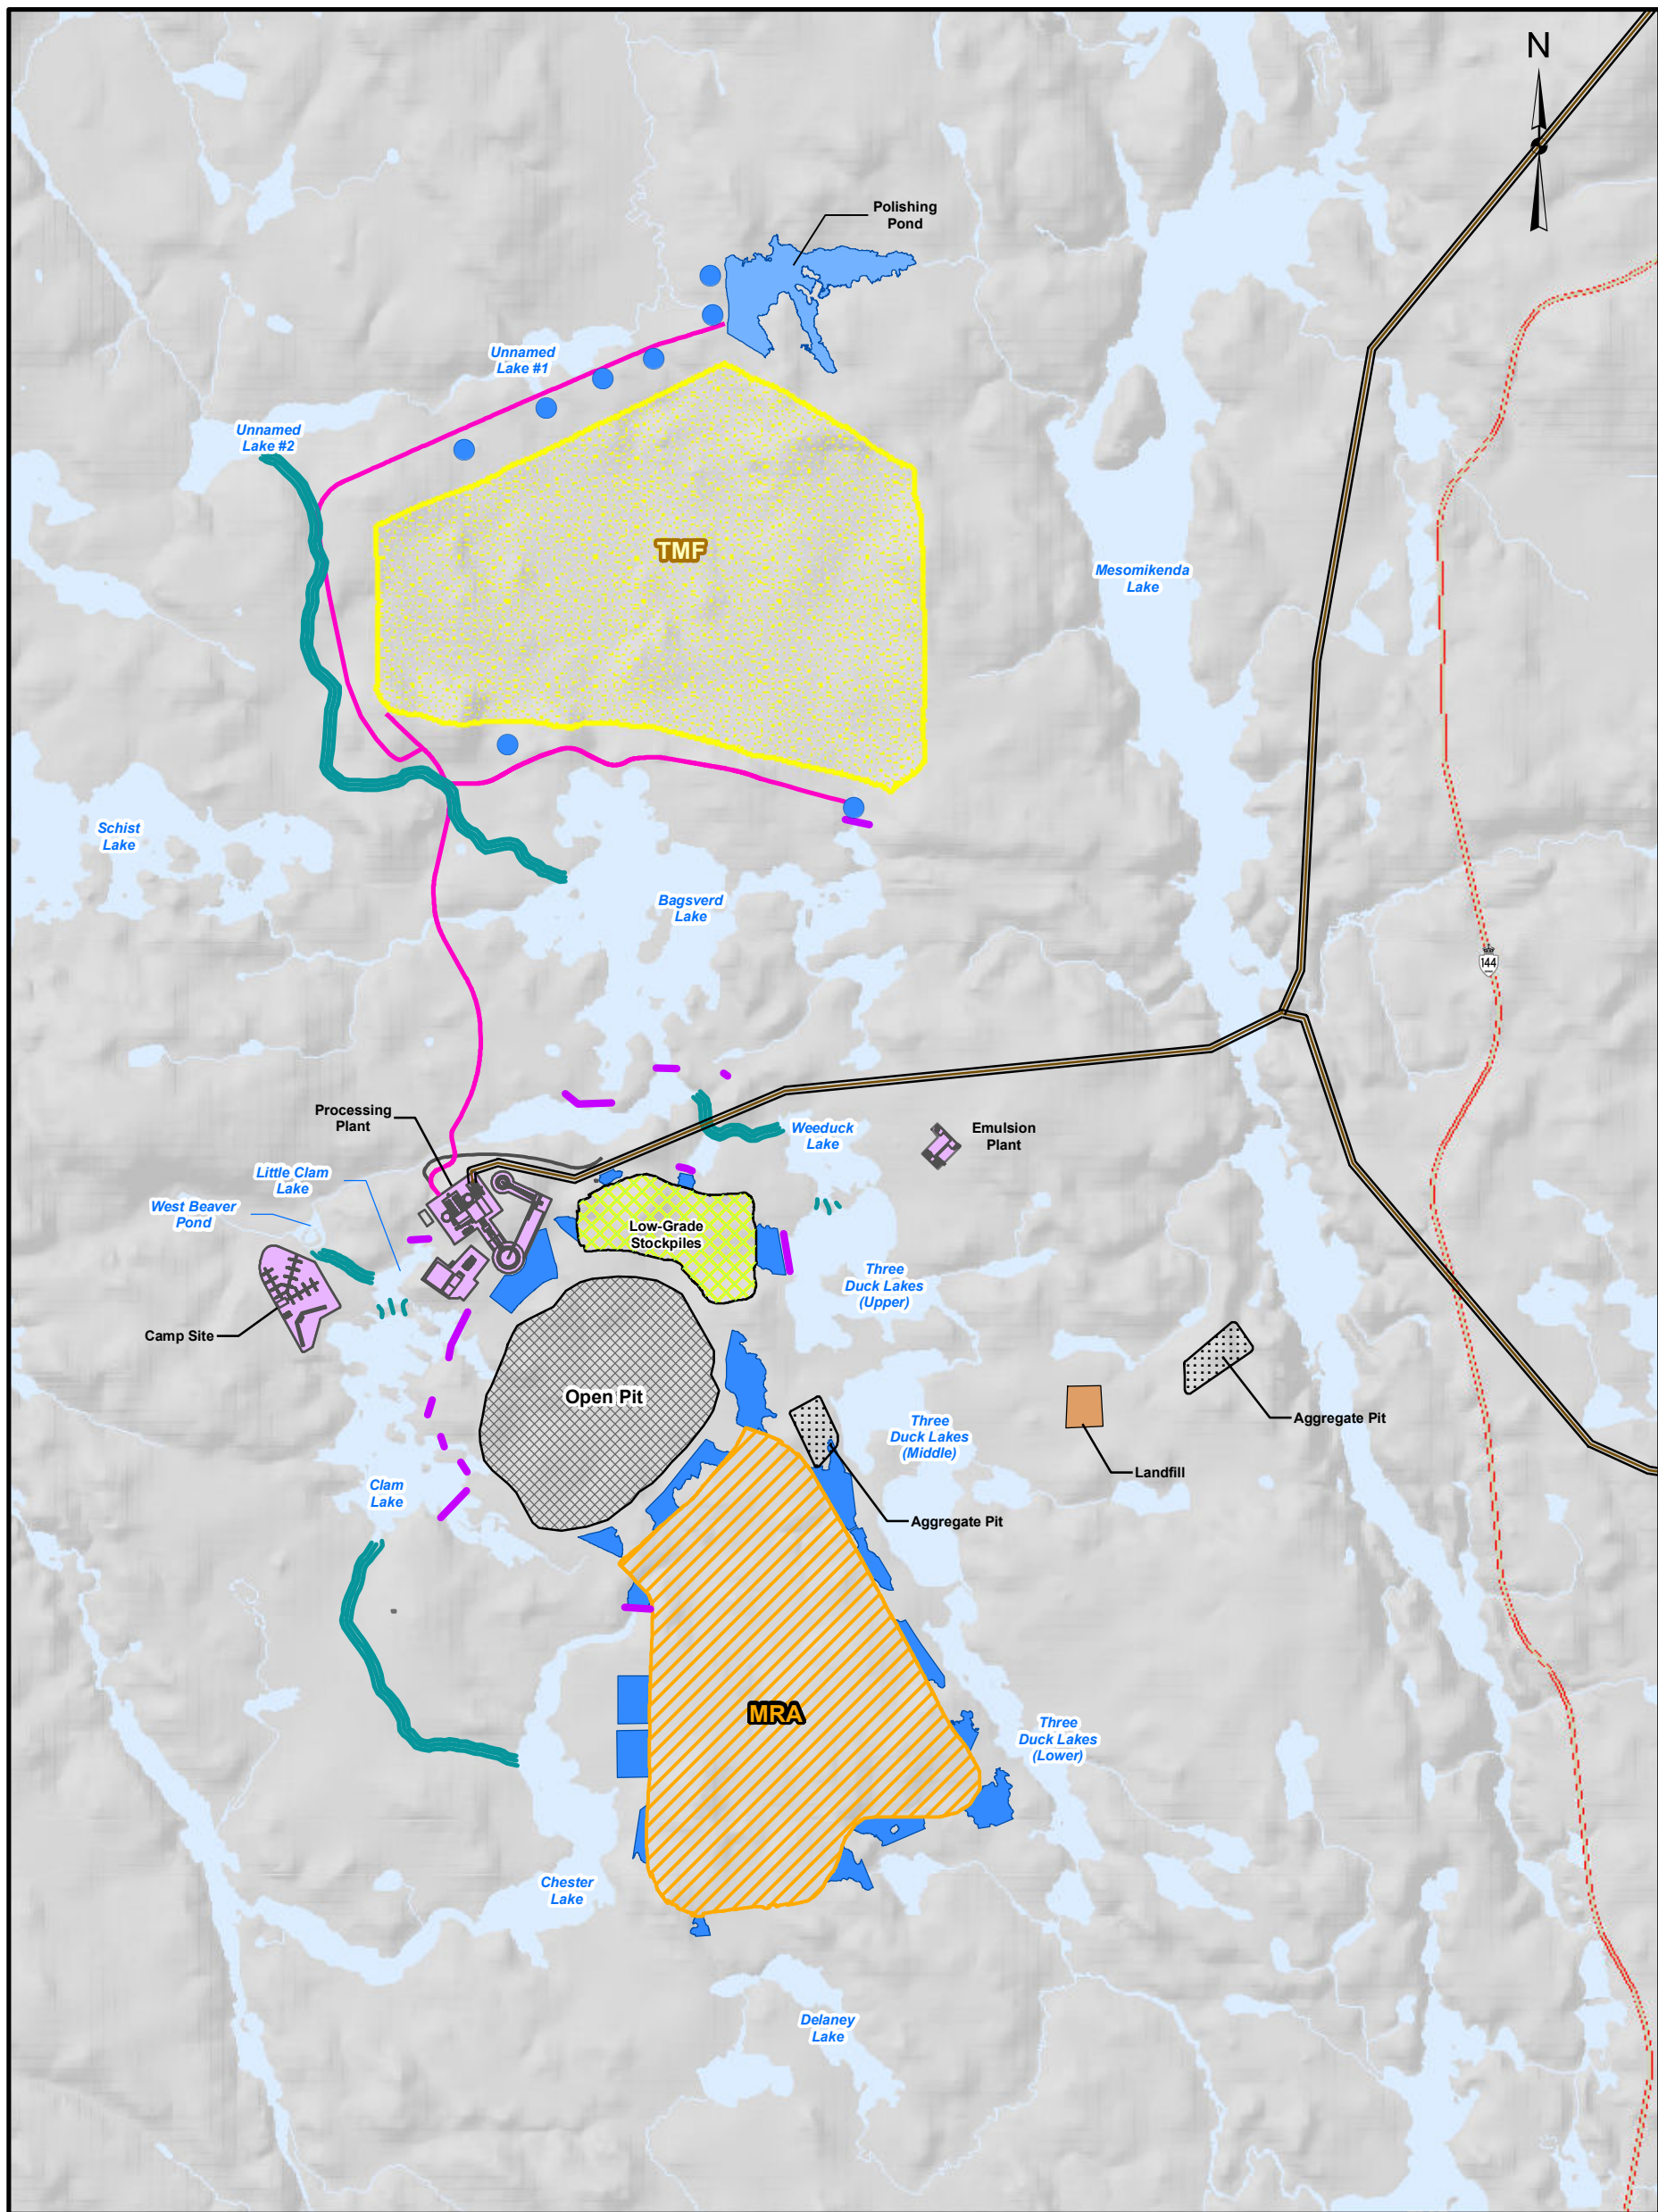 N
Polishing
Pond
Unnamed
Lake #1
Unnamed
Lake #2
TMF
Mesomikenda
Lake
Schist
Lake
Bagsverd
Lake
144
Processing
Plant
Weeduck
Lake
Emulsion
Plant
Little Clam
Lake
West Beaver
Pond
Low-Grade
Stockpiles
Three
Duck Lakes
(Upper)
Camp Site
Open Pit
Aggregate Pit
Three
Duck Lakes
(Middle)
Landfill
Clam
Lake
Aggregate Pit
MRA
Three
Duck Lakes
(Lower)
Chester
Lake
Delaney
Lake